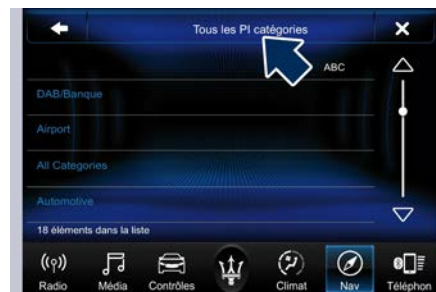 Tous les PI catégories
ABC
DAB/Banque
Airport
All Categories
Automotive
18 éléments dans la liste
Radio Média Contrôles Climat Nav Téléphon